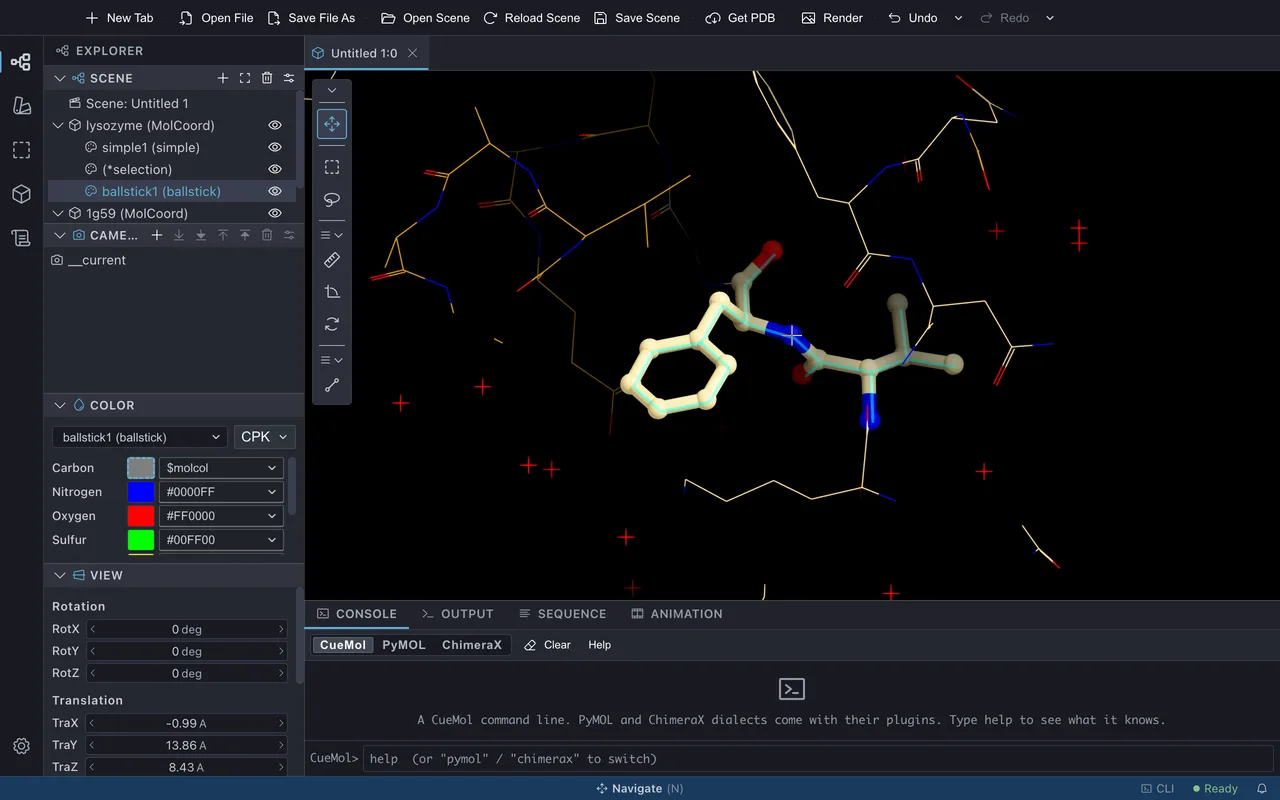 New Tab Open File Save File As Open Scene Reload Scene Save Scene Get PDB Render Undo Redo
EXPLORER
SCENE
Scene: Untitled 1
lysozyme (MolCoord)
simple1 (simple)
(*selection)
ballstick1 (ballstick)
1g59 (MolCoord)
CAME...
__current
COLOR
ballstick1 (ballstick) CPK
Carbon $molcol
Nitrogen #0000FF
Oxygen #FF0000
Sulfur #00FF00
VIEW
Rotation
RotX 0 deg
RotY 0 deg
RotZ 0 deg
Translation
TraX -0.99 A
TraY 13.86 A
TraZ 8.43 A
Untitled 1:0
CONSOLE OUTPUT SEQUENCE ANIMATION
CueMol PyMOL ChimeraX Clear Help
A CueMol command line. PyMOL and ChimeraX dialects come with their plugins. Type help to see what it knows.
CueMol> help (or "pymol" / "chimerax" to switch)
Navigate (N)
CLI Ready